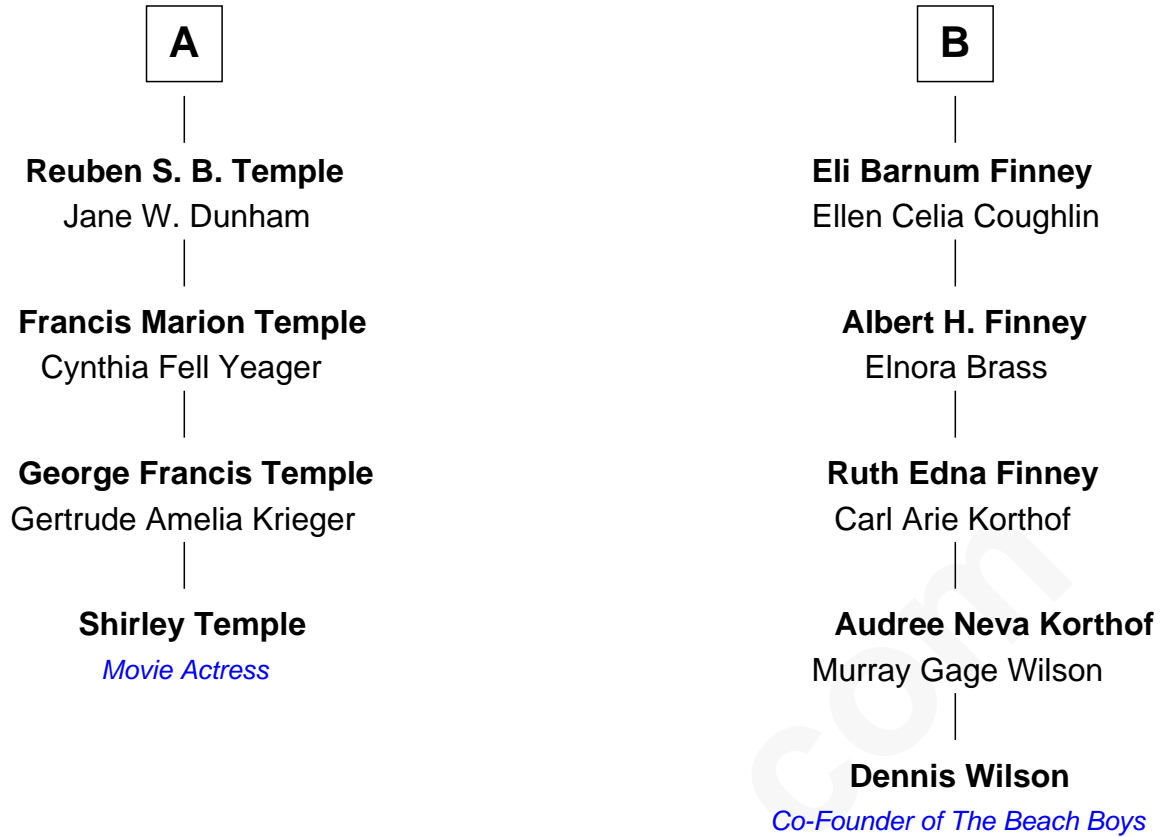 A
Reuben S. B. Temple
Jane W. Dunham
Francis Marion Temple
Cynthia Fell Yeager
George Francis Temple
Gertrude Amelia Krieger
Shirley Temple
Movie Actress
B
Eli Barnum Finney
Ellen Celia Coughlin
Albert H. Finney
Elnora Brass
Ruth Edna Finney
Carl Arie Korthof
Audree Neva Korthof
Murray Gage Wilson
Dennis Wilson
Co-Founder of The Beach Boys
com